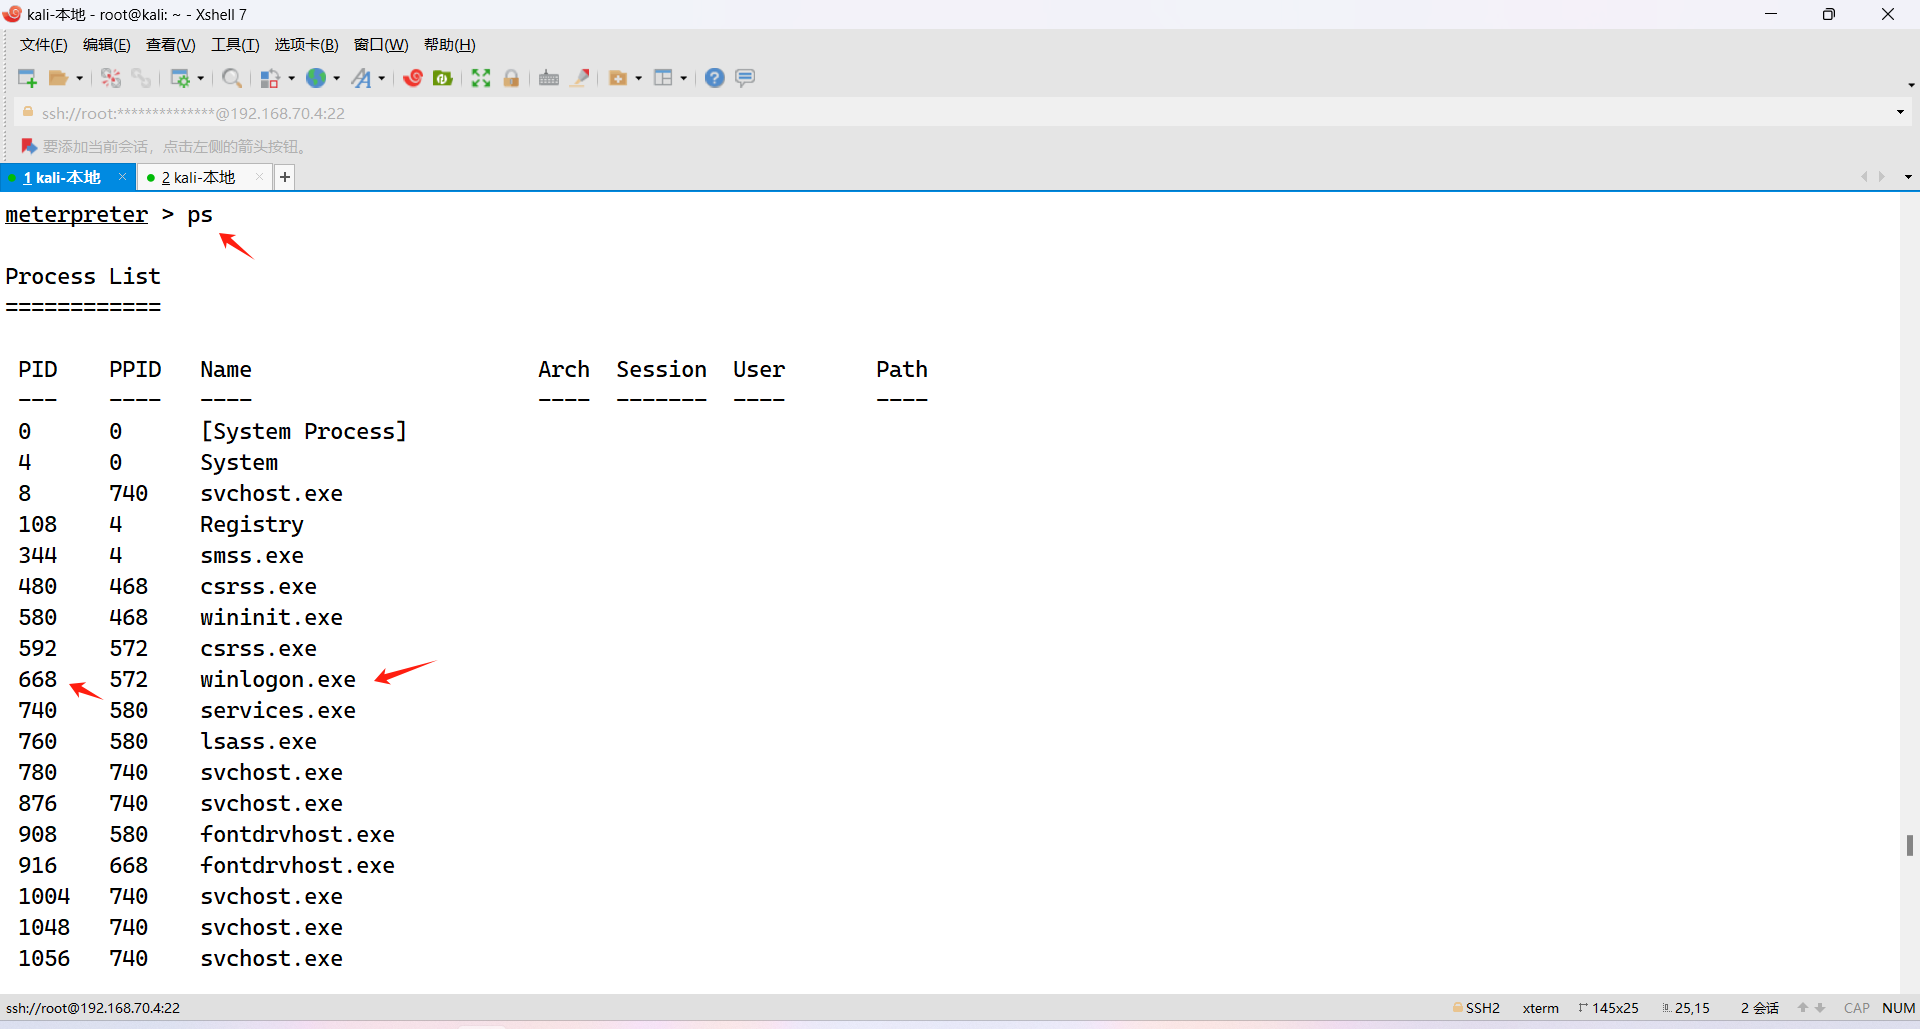 kali-本地 - root@kali: ~ - Xshell 7
文件(F) 编辑(E) 查看(V) 工具(T) 选项卡(B) 窗口(W) 帮助(H)
ssh://root:**************@192.168.70.4:22
要添加当前会话，点击左侧的箭头按钮。
1 kali-本地 × 2 kali-本地 × +
meterpreter > ps
Process List
============
PID PPID Name Arch Session User Path
--- ---- ---- ---- ------- ---- ----
0 0 [System Process]
4 0 System
8 740 svchost.exe
108 4 Registry
344 4 smss.exe
480 468 csrss.exe
580 468 wininit.exe
592 572 csrss.exe
668 572 winlogon.exe
740 580 services.exe
760 580 lsass.exe
780 740 svchost.exe
876 740 svchost.exe
908 580 fontdrvhost.exe
916 668 fontdrvhost.exe
1004 740 svchost.exe
1048 740 svchost.exe
1056 740 svchost.exe
ssh://root@192.168.70.4:22 SSH2 xterm 145x25 25,15 2 会话 CAP NUM